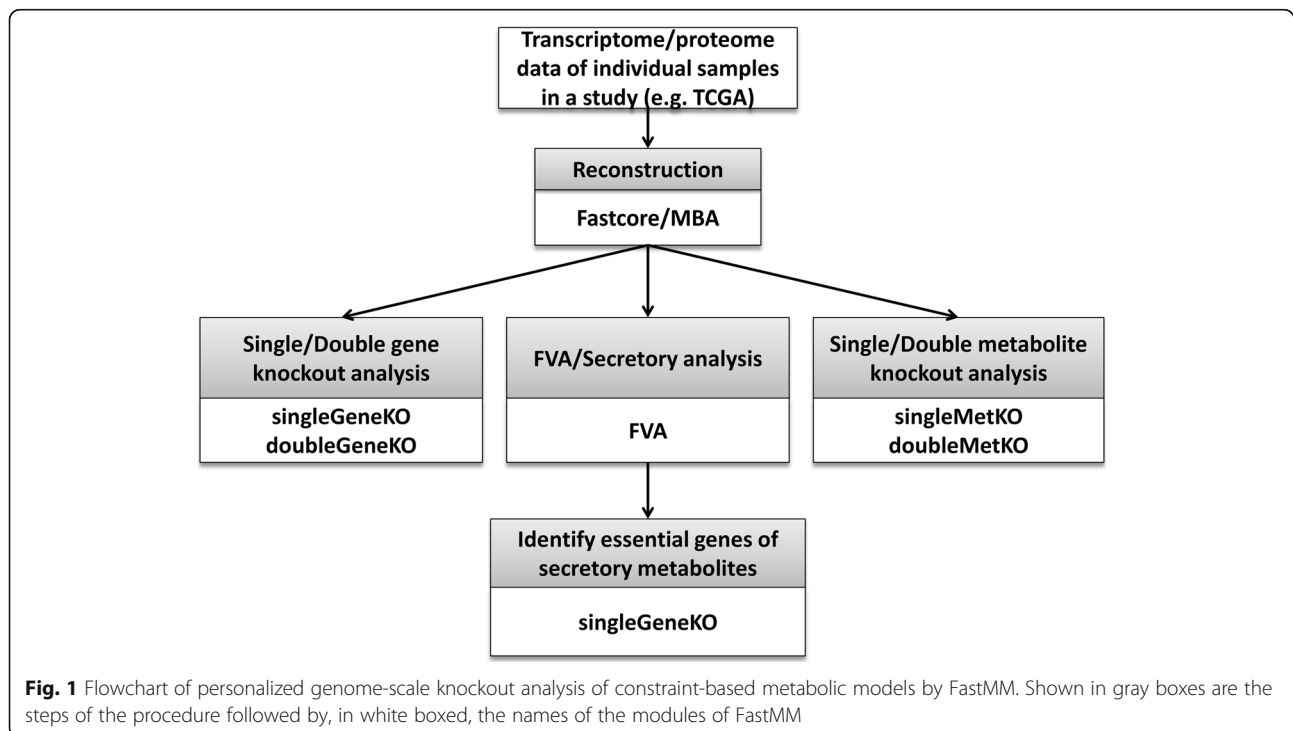 Transcriptome/proteome
data of individual samples
in a study (e.g. TCGA)
Reconstruction
Fastcore/MBA
Single/Double gene
knockout analysis
singleGeneKO
doubleGeneKO
FVA/Secretory analysis
FVA
Single/Double metabolite
knockout analysis
singleMetKO
doubleMetKO
Identify essential genes of
secretory metabolites
singleGeneKO
Fig. 1 Flowchart of personalized genome-scale knockout analysis of constraint-based metabolic models by FastMM. Shown in gray boxes are the
steps of the procedure followed by, in white boxed, the names of the modules of FastMM